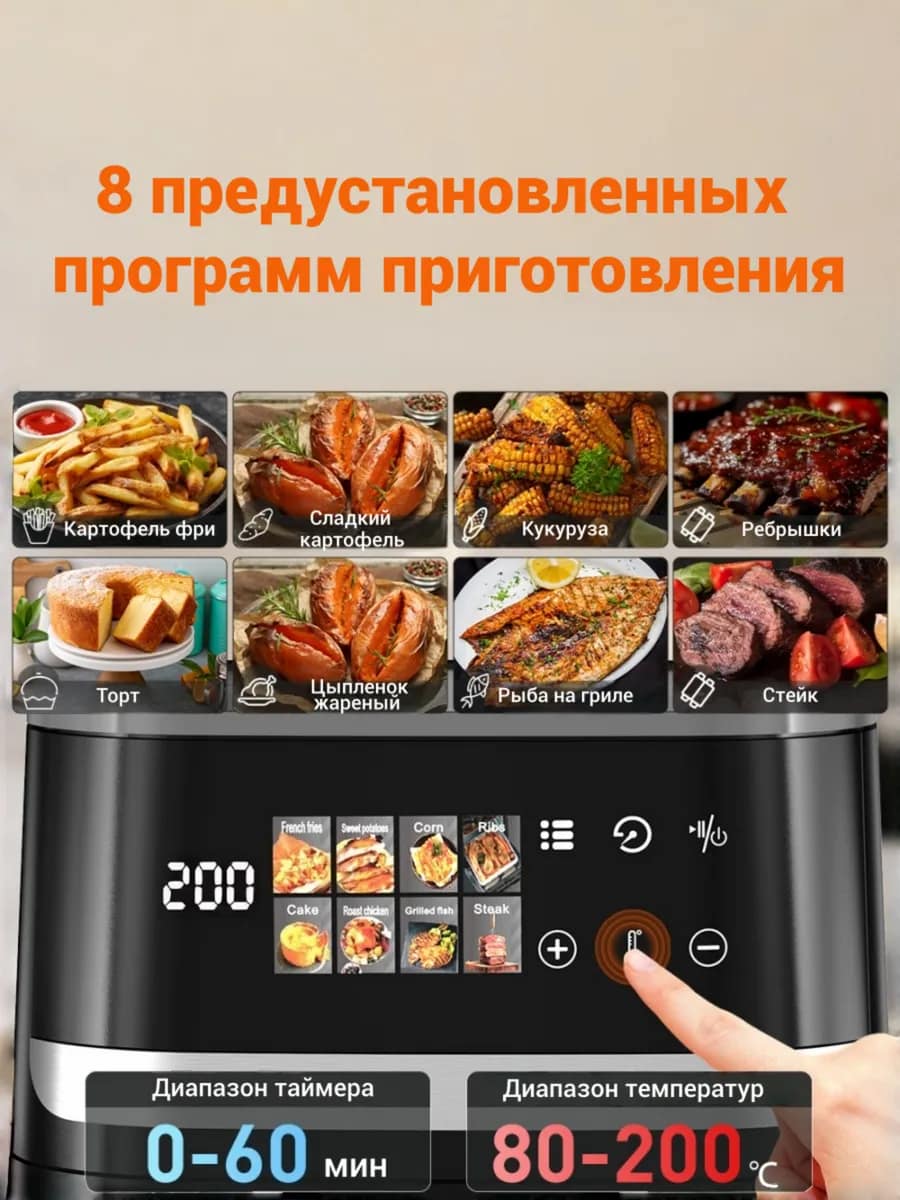 8 предустановленных
программ приготовления
Картофель фри
Сладкий
картофель
Кукуруза
Ребрышки
Торт
Цыпленок
жареный
Рыба на гриле
Стейк
French fries
Sweet potatoes
Corn
Ribs
200
Cake
Roast chicken
Grilled fish
Steak
Диапазон таймера
0-60 мин
Диапазон температур
80-200 °C